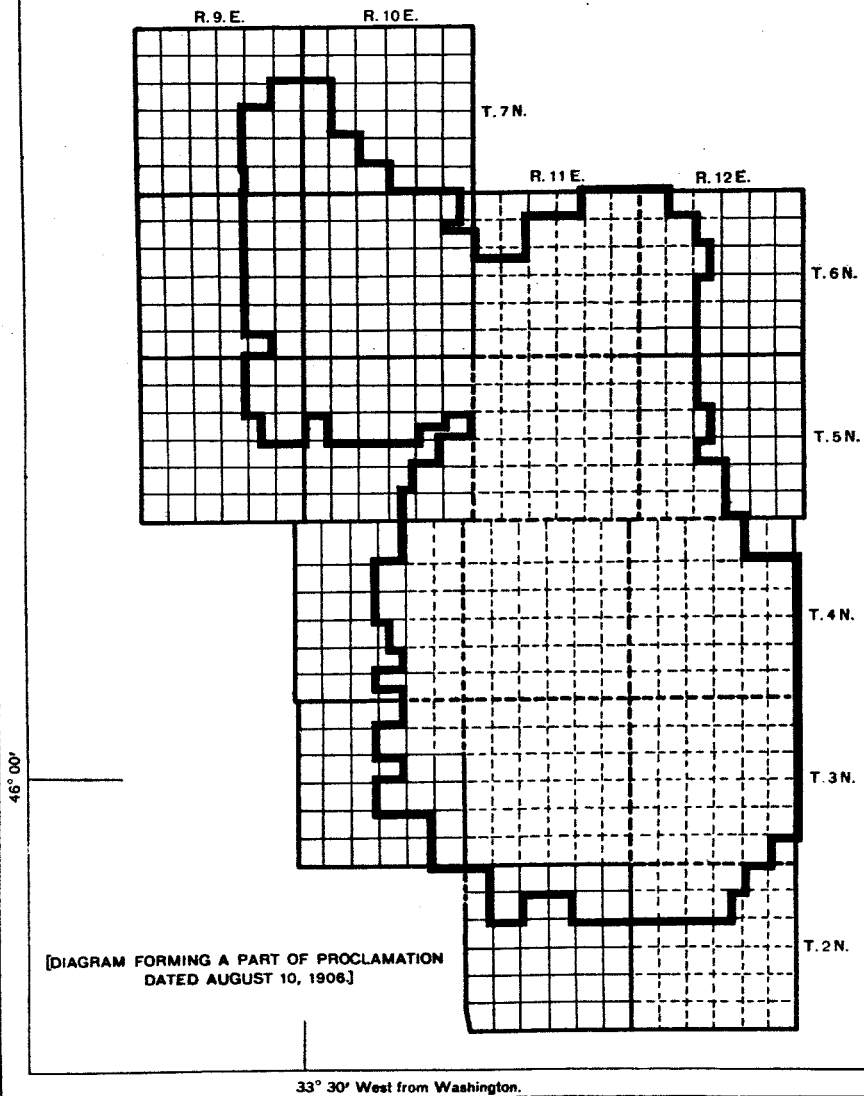 R. 9. E. R. 10 E.
T. 7 N.
R. 11 E. R. 12 E.
T. 6 N.
T. 5 N.
T. 4 N.
46° 00'
T. 3 N.
T. 2 N.
[DIAGRAM FORMING A PART OF PROCLAMATION
DATED AUGUST 10, 1906.]
33° 30' West from Washington.